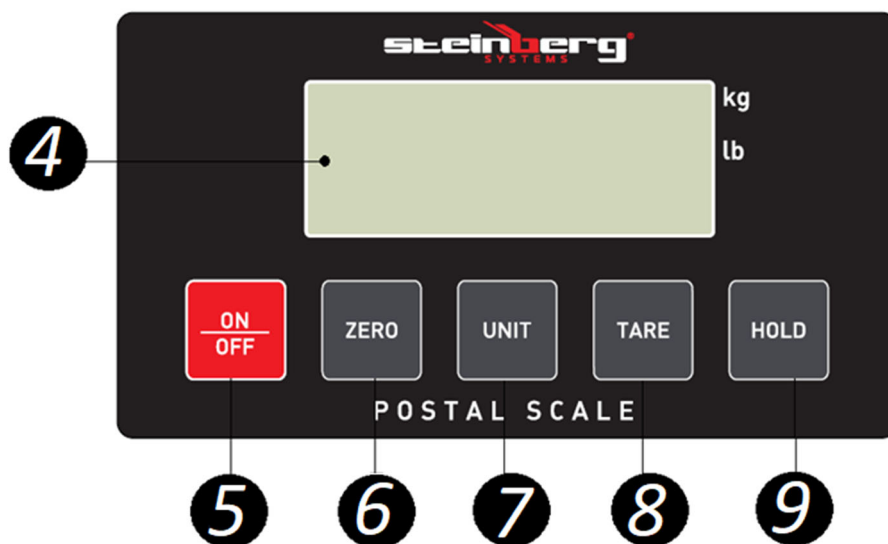 steinberg®
SYSTEMS
kg
lb
4
ON
OFF
ZERO
UNIT
TARE
HOLD
POSTAL SCALE
5
6
7
8
9